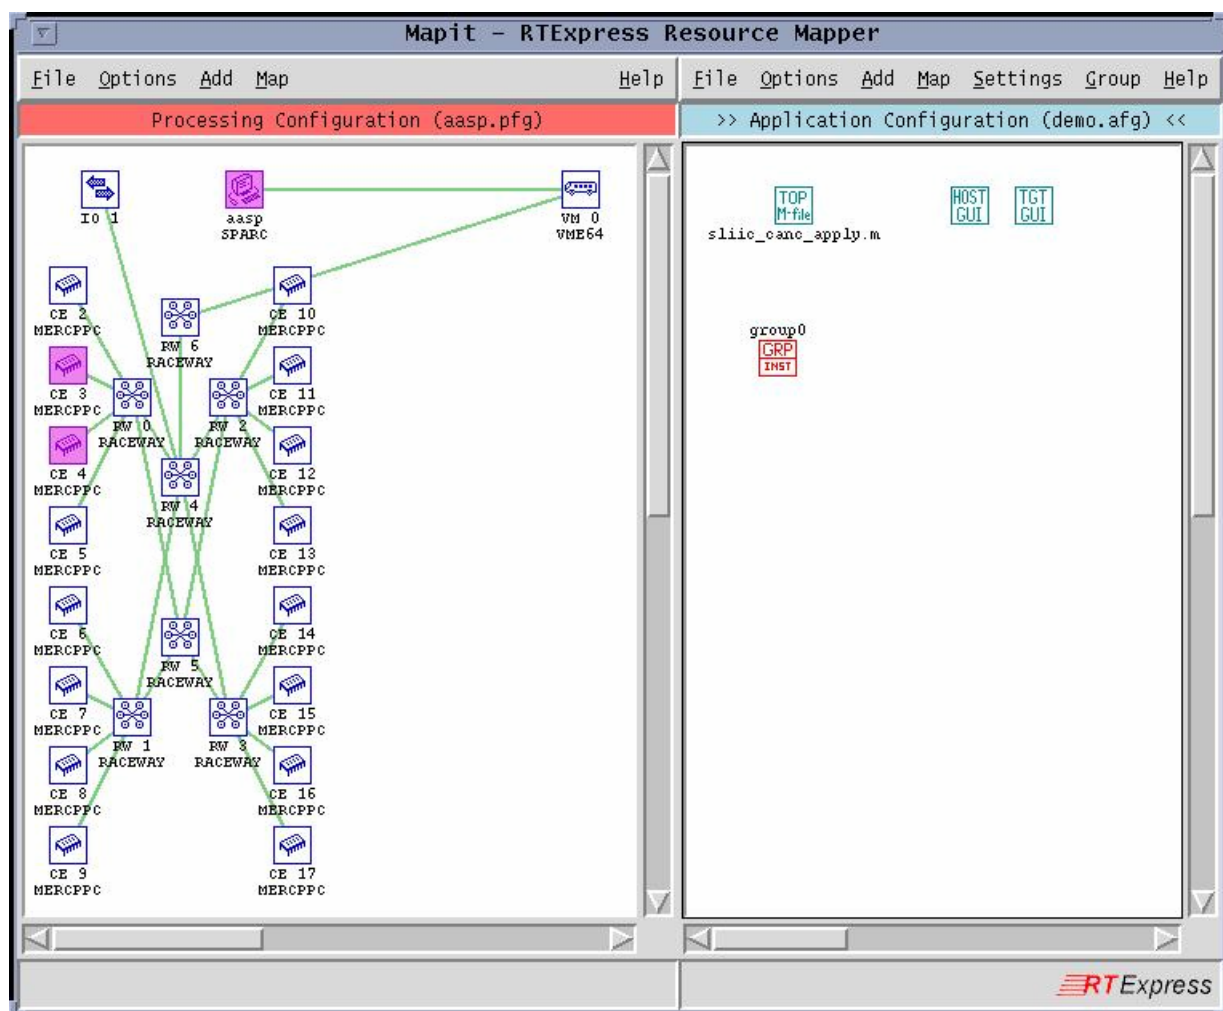 Mapit - RTExpress Resource Mapper
File Options Add Map Help
File Options Add Map Settings Group Help
Processing Configuration (aasp.pfg)
>> Application Configuration (demo.afg) <<
IO 1
aasp
SPARC
VM 0
VME64
CE 2
MERCPPC
RW 6
RACEWAY
CE 10
MERCPPC
CE 3
MERCPPC
RW 0
RACEWAY
RW 2
RACEWAY
CE 11
MERCPPC
CE 4
MERCPPC
RW 4
RACEWAY
CE 12
MERCPPC
CE 5
MERCPPC
CE 13
MERCPPC
CE 6
MERCPPC
RW 5
RACEWAY
CE 14
MERCPPC
CE 7
MERCPPC
RW 1
RACEWAY
RW 3
RACEWAY
CE 15
MERCPPC
CE 8
MERCPPC
CE 16
MERCPPC
CE 9
MERCPPC
CE 17
MERCPPC
TOP
M-file
sliic_canc_apply.m
HOST
GUI
TGT
GUI
group0
GRP
INST
RTExpress